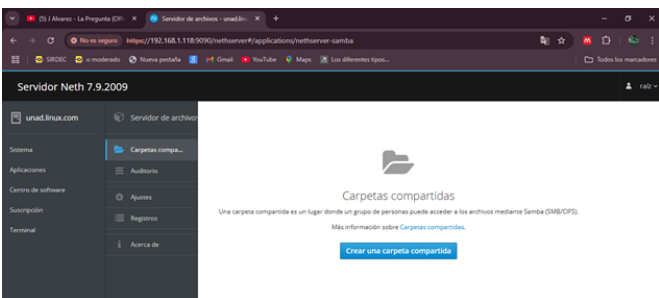 (5) J Alvarez - La Pregunta (Ofi
Servidor de archivos - unad.linu
No es seguro https://192.168.1.118:9090/nethserver#/applications/nethserver-samba
SIRDEC
o moderado
Nueva pestaña
Gmail
YouTube
Maps
Los diferentes tipos...
Todos los marcadores
Servidor Neth 7.9.2009
raíz
unad.linux.com
Servidor de archivos
Sistema
Carpetas compa...
Aplicaciones
Auditorio
Centro de software
Ajustes
Suscripción
Registros
Terminal
Acerca de
Carpetas compartidas
Una carpeta compartida es un lugar donde un grupo de personas puede acceder a los archivos mediante Samba (SMB/CIFS).
Más información sobre Carpetas compartidas.
Crear una carpeta compartida